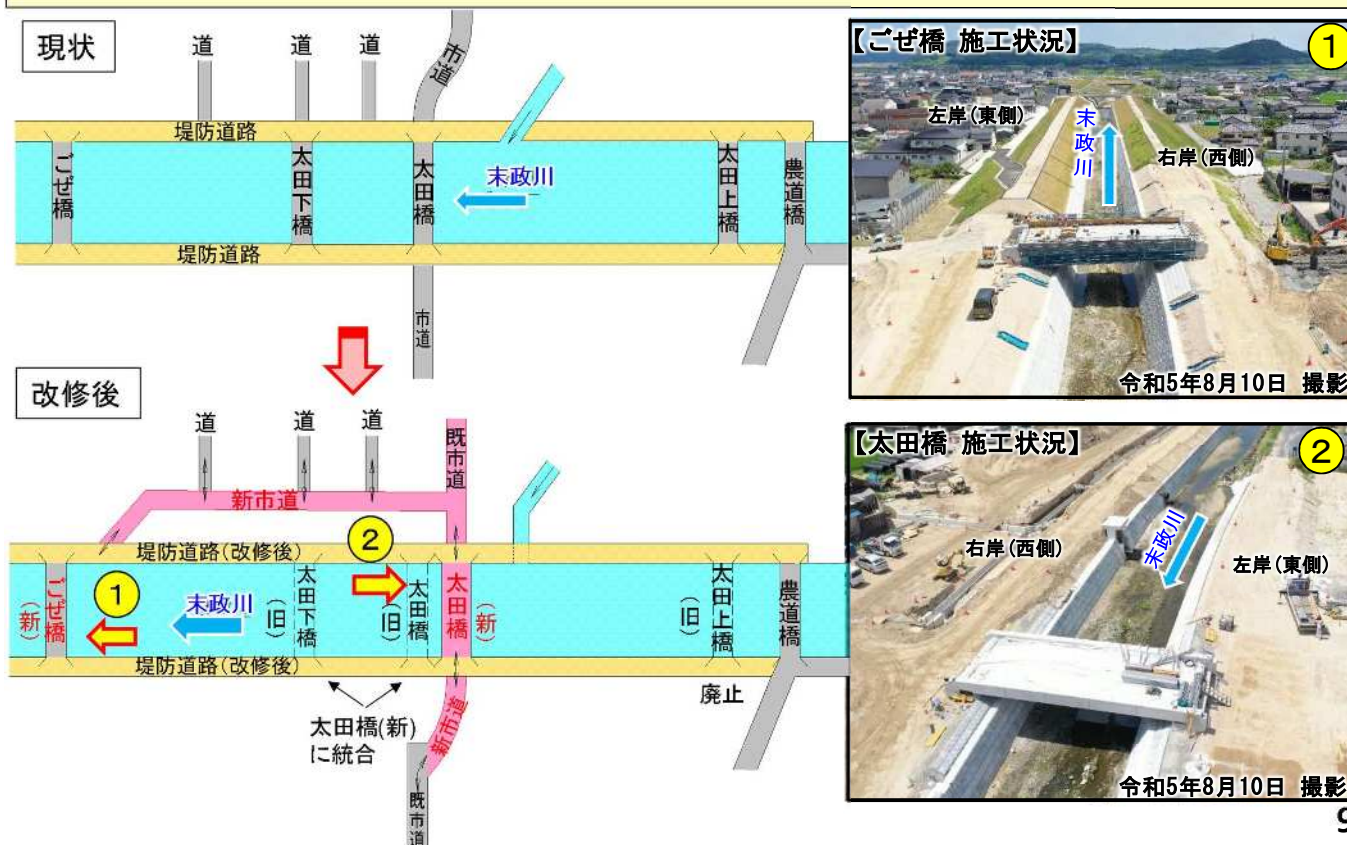 現状
道
道
道
市道
堤防道路
ごぜ橋
太田下橋
太田橋
末政川
太田上橋
農道橋
堤防道路
市道
改修後
道
道
道
既市道
新市道
堤防道路(改修後)
②
ごぜ橋
(新)
①
末政川
太田下橋
(旧)
太田橋
(旧)
太田橋
(新)
太田上橋
(旧)
農道橋
堤防道路(改修後)
太田橋(新)
に統合
新市道
廃止
既市道
【ごぜ橋 施工状況】
①
左岸(東側)
末政川
右岸(西側)
令和5年8月10日 撮影
【太田橋 施工状況】
②
右岸(西側)
末政川
左岸(東側)
令和5年8月10日 撮影
9